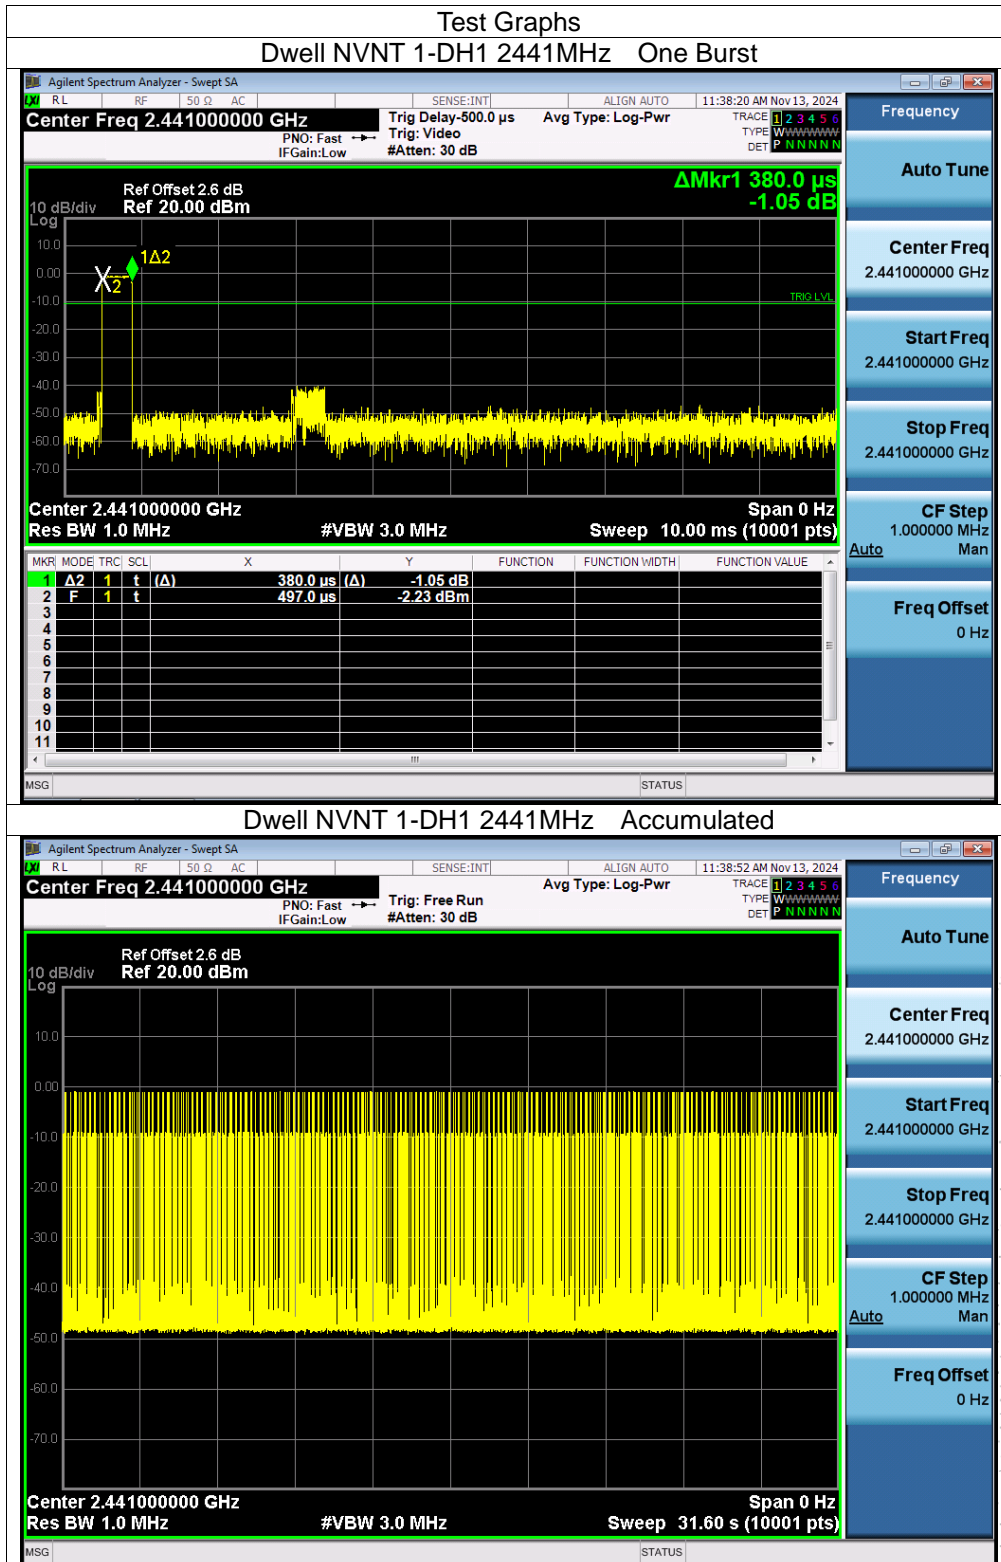 Test Graphs
Dwell NVNT 1-DH1 2441MHz One Burst
Agilent Spectrum Analyzer - Swept SA
LXI RL RF 50 Ω AC SENSE:INT ALIGN AUTO 11:38:20 AM Nov 13, 2024
Center Freq 2.441000000 GHz
PNO: Fast
IFGain:Low
Trig Delay-500.0 µs
Trig: Video
#Atten: 30 dB
Avg Type: Log-Pwr
TRACE 1 2 3 4 5 6
TYPE WWWWWW
DET P N N N N N
Ref Offset 2.6 dB
10 dB/div Ref 20.00 dBm
Log
ΔMkr1 380.0 µs
-1.05 dB
10.0
0.00
-10.0
-20.0
-30.0
-40.0
-50.0
-60.0
-70.0
1Δ2
2
TRIG LVL
Center 2.441000000 GHz Span 0 Hz
Res BW 1.0 MHz #VBW 3.0 MHz Sweep 10.00 ms (10001 pts)
MKR MODE TRC SCL X Y FUNCTION FUNCTION WIDTH FUNCTION VALUE
1 Δ2 1 t (Δ) 380.0 µs (Δ) -1.05 dB
2 F 1 t 497.0 µs -2.23 dBm
3
4
5
6
7
8
9
10
11
MSG STATUS
Frequency
Auto Tune
Center Freq
2.441000000 GHz
Start Freq
2.441000000 GHz
Stop Freq
2.441000000 GHz
CF Step
1.000000 MHz
Auto Man
Freq Offset
0 Hz
Dwell NVNT 1-DH1 2441MHz Accumulated
Agilent Spectrum Analyzer - Swept SA
LXI RL RF 50 Ω AC SENSE:INT ALIGN AUTO 11:38:52 AM Nov 13, 2024
Center Freq 2.441000000 GHz
PNO: Fast
IFGain:Low
Trig: Free Run
#Atten: 30 dB
Avg Type: Log-Pwr
TRACE 1 2 3 4 5 6
TYPE WWWWWW
DET P N N N N N
Ref Offset 2.6 dB
10 dB/div Ref 20.00 dBm
Log
10.0
0.00
-10.0
-20.0
-30.0
-40.0
-50.0
-60.0
-70.0
Center 2.441000000 GHz Span 0 Hz
Res BW 1.0 MHz #VBW 3.0 MHz Sweep 31.60 s (10001 pts)
MSG STATUS
Frequency
Auto Tune
Center Freq
2.441000000 GHz
Start Freq
2.441000000 GHz
Stop Freq
2.441000000 GHz
CF Step
1.000000 MHz
Auto Man
Freq Offset
0 Hz